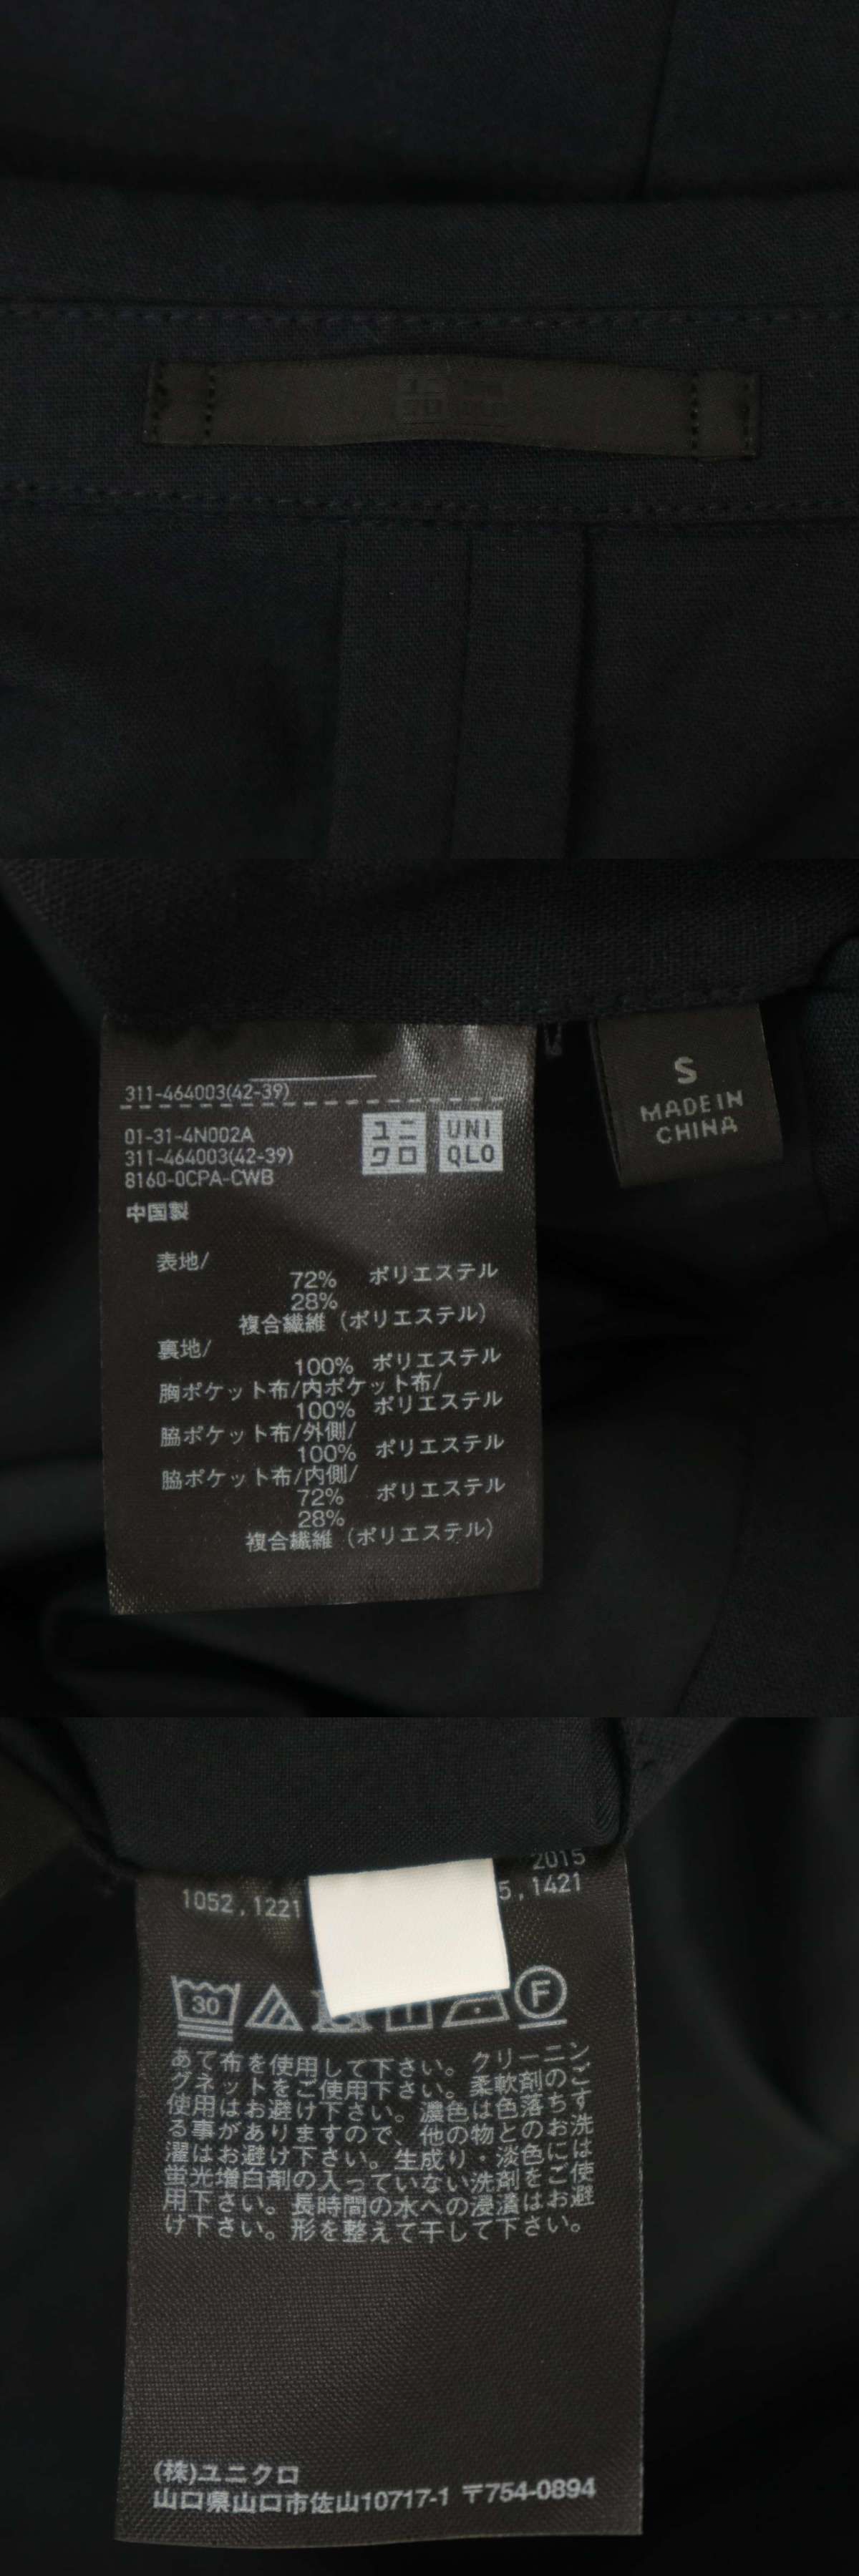 ユニ
クロ
311-464003(42-39)
01-31-4N002A
311-464003(42-39)
8160-0CPA-CWB
中国製
ユニ
クロ
UNI
QLO
S
MADE IN
CHINA
表地/
72% ポリエステル
28%
複合繊維(ポリエステル)
裏地/
100% ポリエステル
胸ポケット布/内ポケット布/
100% ポリエステル
脇ポケット布/外側/
100% ポリエステル
脇ポケット布/内側/
72% ポリエステル
28%
複合繊維(ポリエステル)
2015
1052,1221 5,1421
30
F
あて布を使用して下さい。クリーニン
グネットをご使用下さい。柔軟剤のご
使用はお避け下さい。濃色は色落ちす
る事がありますので、他の物とのお洗
濯はお避け下さい。生成り・淡色には
蛍光増白剤の入っていない洗剤をご使
用下さい。長時間の水への浸漬はお避
け下さい。形を整えて干して下さい。
(株)ユニクロ
山口県山口市佐山10717-1 〒754-0894